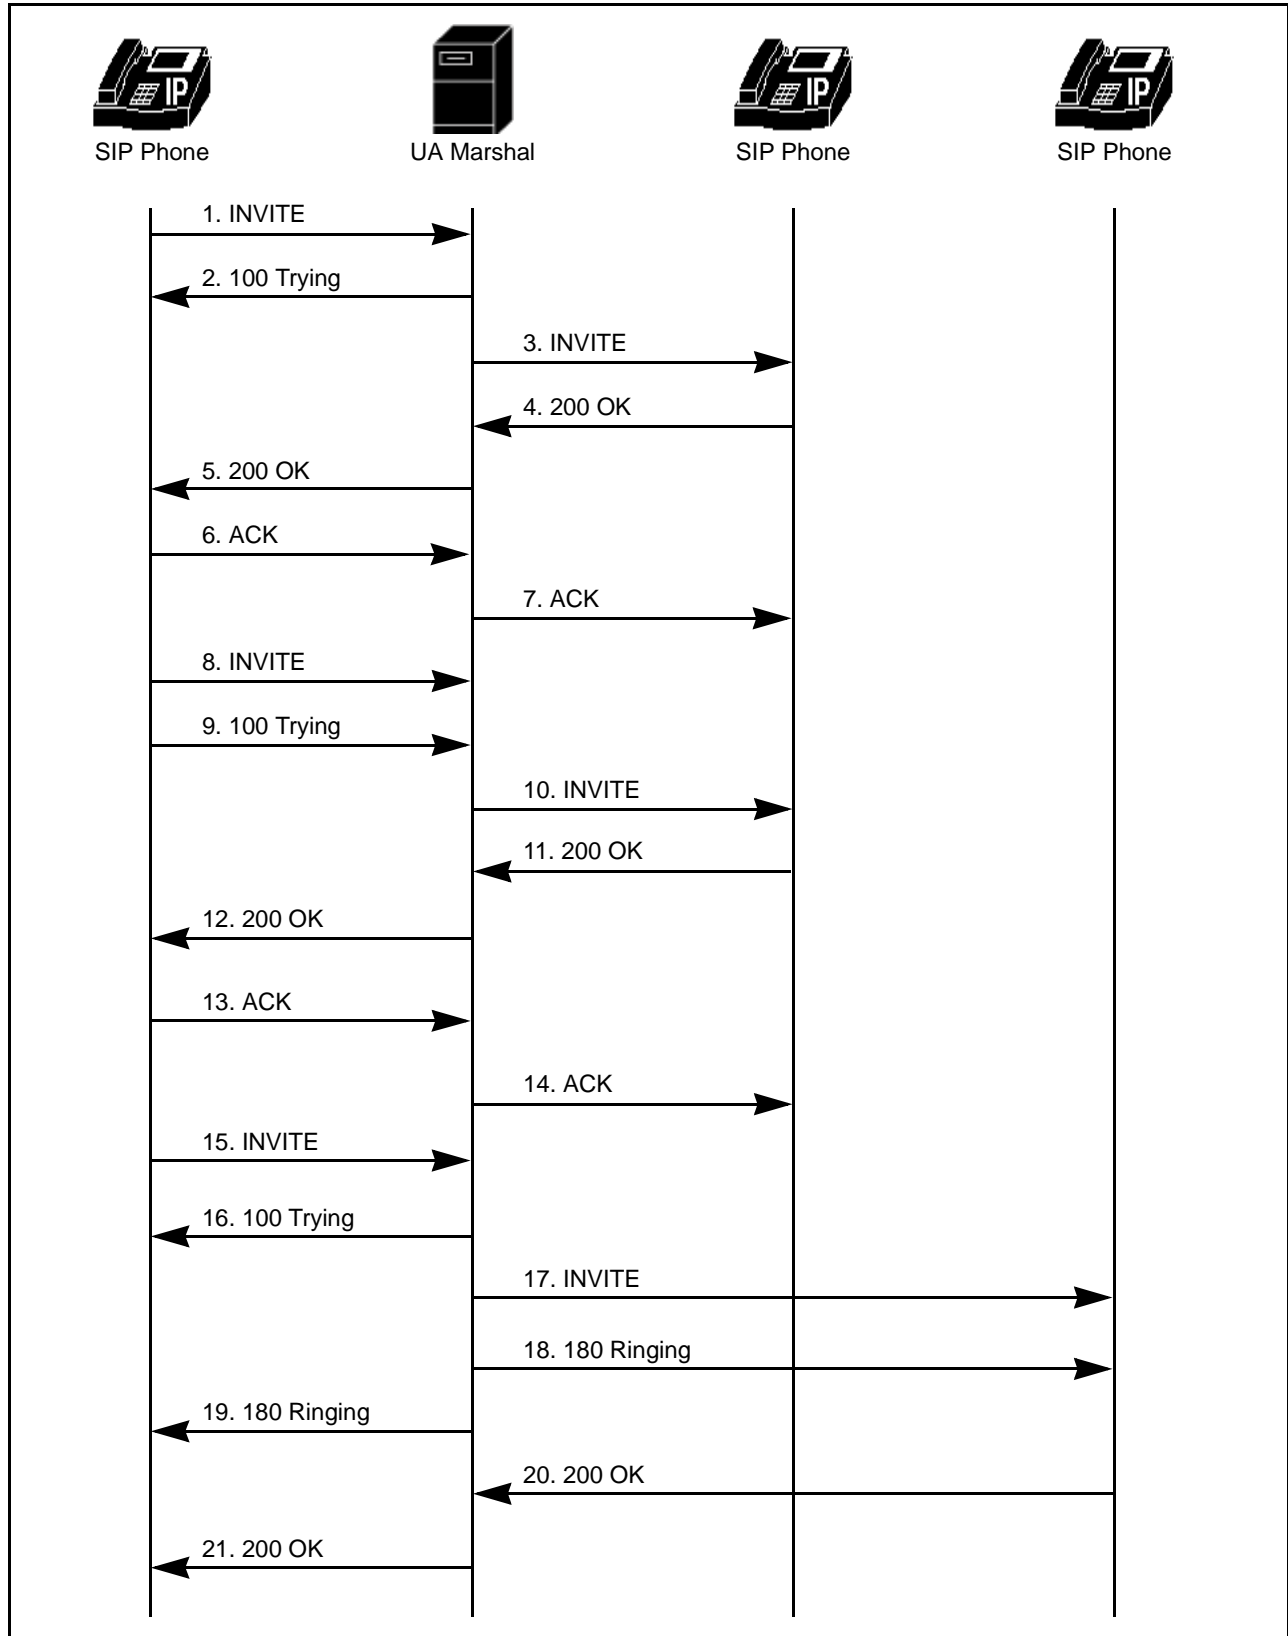 IP
IP
IP
SIP Phone
UA Marshal
SIP Phone
SIP Phone
1. INVITE
2. 100 Trying
3. INVITE
4. 200 OK
5. 200 OK
6. ACK
7. ACK
8. INVITE
9. 100 Trying
10. INVITE
11. 200 OK
12. 200 OK
13. ACK
14. ACK
15. INVITE
16. 100 Trying
17. INVITE
18. 180 Ringing
19. 180 Ringing
20. 200 OK
21. 200 OK